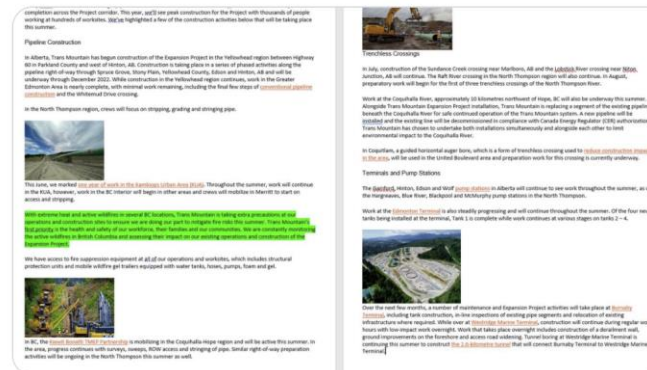 completion across the Project corridor. This year, we'll see peak construction for the Project with thousands of people
working at hundreds of worksites. We've highlighted a few of the construction activities below that will be taking place
this summer.
Pipeline Construction
In Alberta, Trans Mountain has begun construction of the Expansion Project in the Yellowhead region between Highway
60 in Parkland County and west of Hinton, AB. Construction is taking place in a series of phased activities along the
pipeline right-of-way through Spruce Grove, Stony Plain, Yellowhead County, Edson and Hinton, AB and will be
underway through December 2022. While construction in the Yellowhead region continues, work in the Greater
Edmonton Area is nearly complete, with minimal work remaining, including the final few steps of conventional pipeline
construction and the Whitemud Drive crossing.
In the North Thompson region, crews will focus on stripping, grading and stringing pipe.
This June, we marked one year of work in the Kamloops Urban Area (KUA). Throughout the summer, work will continue
in the KUA, however, work in the BC Interior will begin in other areas and crews will mobilize in Merritt to start on
access and stripping.
With extreme heat and active wildfires in several BC locations, Trans Mountain is taking extra precautions at our
operations and construction sites to ensure we are doing our part to mitigate fire risks this summer. Trans Mountain's
first priority is the health and safety of our workforce, their families and our communities. We are constantly monitoring
the active wildfires in British Columbia and assessing their impact on our existing operations and construction of the
Expansion Project.
We have access to fire suppression equipment at all of our operations and worksites, which includes structural
protection units and mobile wildfire gel trailers equipped with water tanks, hoses, pumps, foam and gel.
In BC, the Kiewit Bonatti TMEP Partnership is mobilising in the Coquihalla-Hope region and will be active this summer. In
the area, progress continues with surveys, sweeps, ROW access and stringing of pipe. Similar right-of-way preparation
activities will be ongoing in the North Thompson this summer as well.
Trenchless Crossings
In July, construction of the Sundance Creek crossing near Marlboro, AB and the Lobstick River crossing near Niton
Junction, AB will continue. The Raft River crossing in the North Thompson region will also continue. In August,
preparatory work will begin for the first of three crossings of the North Thompson River.
Work at the Coquihalla River, approximately 10 kilometres northwest of Hope, BC will also be underway this summer.
Alongside Trans Mountain Expansion Project installation, Trans Mountain is replacing a segment of the existing pipeline
beneath the Coquihalla River for safe continued operation of the Trans Mountain system. A new pipeline will be
installed and the existing line will be decommissioned in compliance with Canada Energy Regulator (CER) authorization.
Trans Mountain has chosen to undertake both installations simultaneously and alongside each other to limit
environmental impact to the Coquihalla River.
In Coquitlam, a guided horizontal auger bore, which is a form of trenchless crossing used to reduce construction impact
in the area, will be used in the United Boulevard area and preparation work for this crossing is currently underway.
Terminals and Pump Stations
The Gainford, Hinton, Edson and Wolf pump stations in Alberta will continue to see work throughout the summer, as
the Hargreaves, Blue River, Blackpool and McMurphy pump stations in the North Thompson.
Work at the Edmonton Terminal is also steadily progressing and will continue throughout the summer. Of the four new
tanks being installed at the terminal, Tank 1 is complete while work continues at various stages on tanks 2 – 4.
Over the next few months, a number of maintenance and Expansion Project activities will take place at Burnaby
Terminal, including tank construction, in-line inspections of existing pipe segments and relocation of existing
infrastructure where required. While over at Westridge Marine Terminal, construction will continue during regular
hours with low-impact work overnight. Work that takes place overnight includes construction of a derailment wall,
ground improvements on the foreshore and access road widening. Tunnel boring at Westridge Marine Terminal is
continuing this summer to construct the 2.6-kilometre tunnel that will connect Burnaby Terminal to Westridge Marine
Terminal.